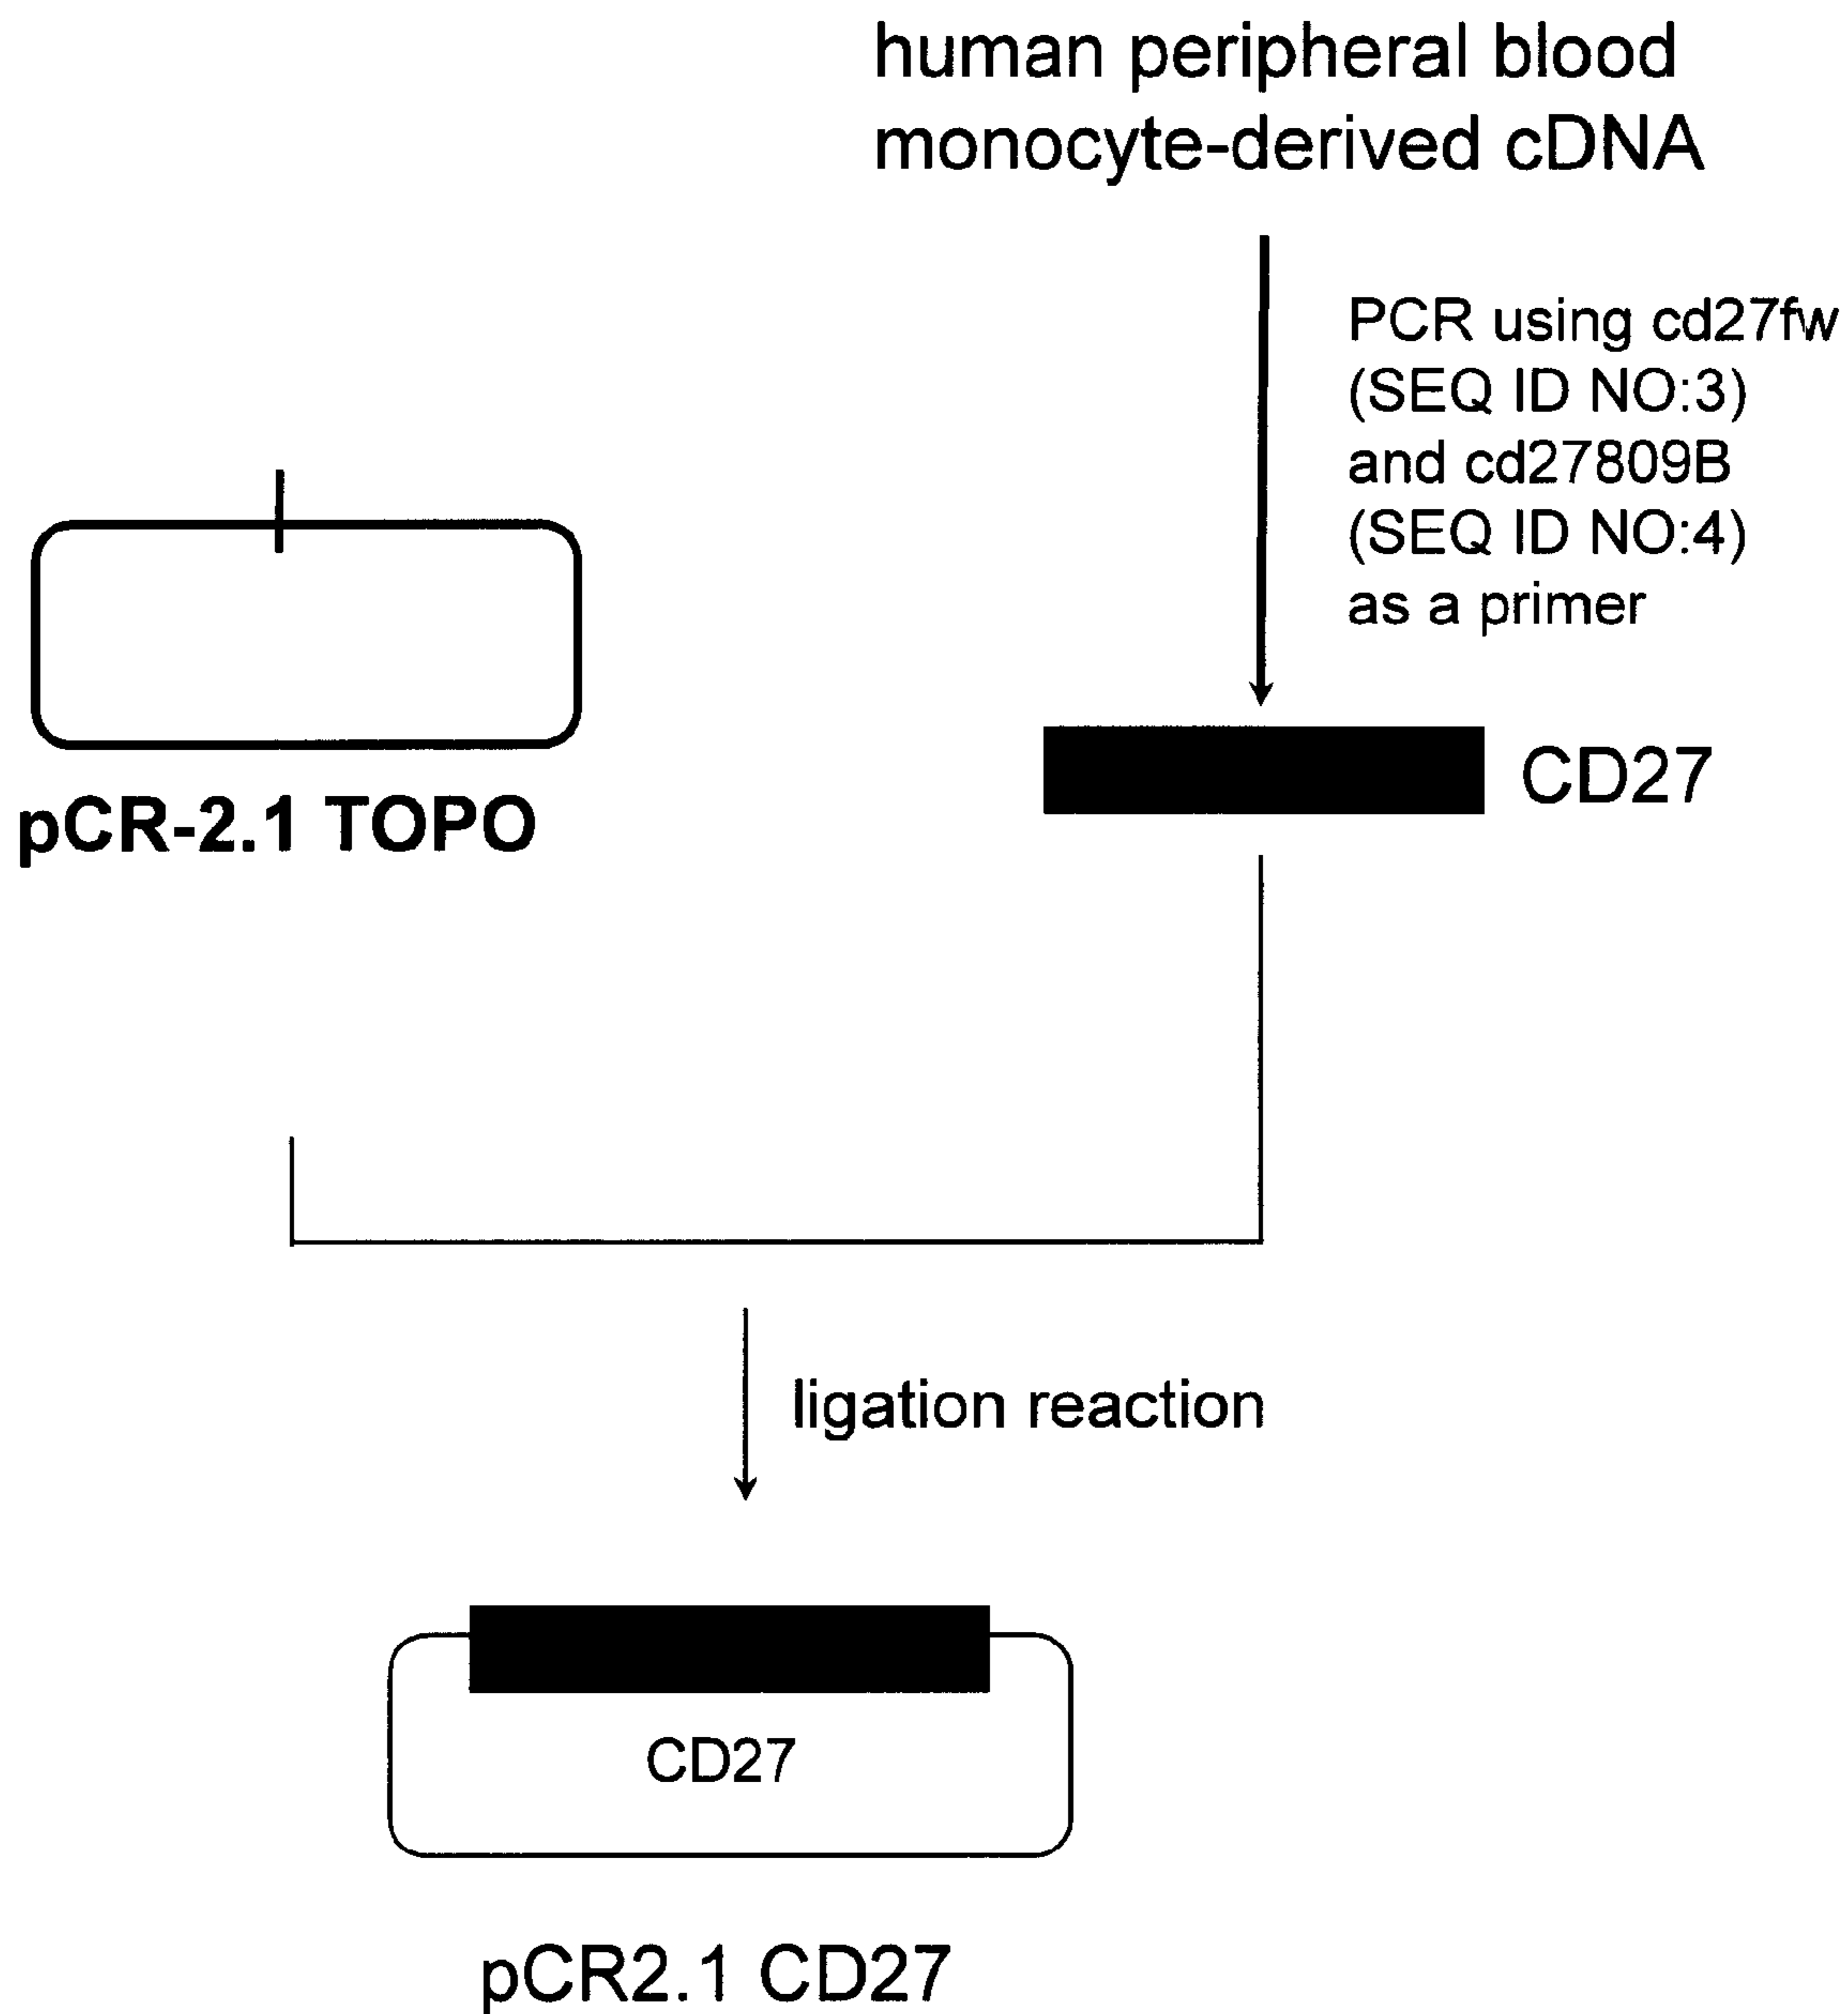 human peripheral blood
monocyte-derived cDNA
PCR using cd27fw
(SEQ ID NO:3)
and cd27809B
(SEQ ID NO:4)
as a primer
pCR-2.1 TOPO
CD27
ligation reaction
CD27
pCR2.1 CD27